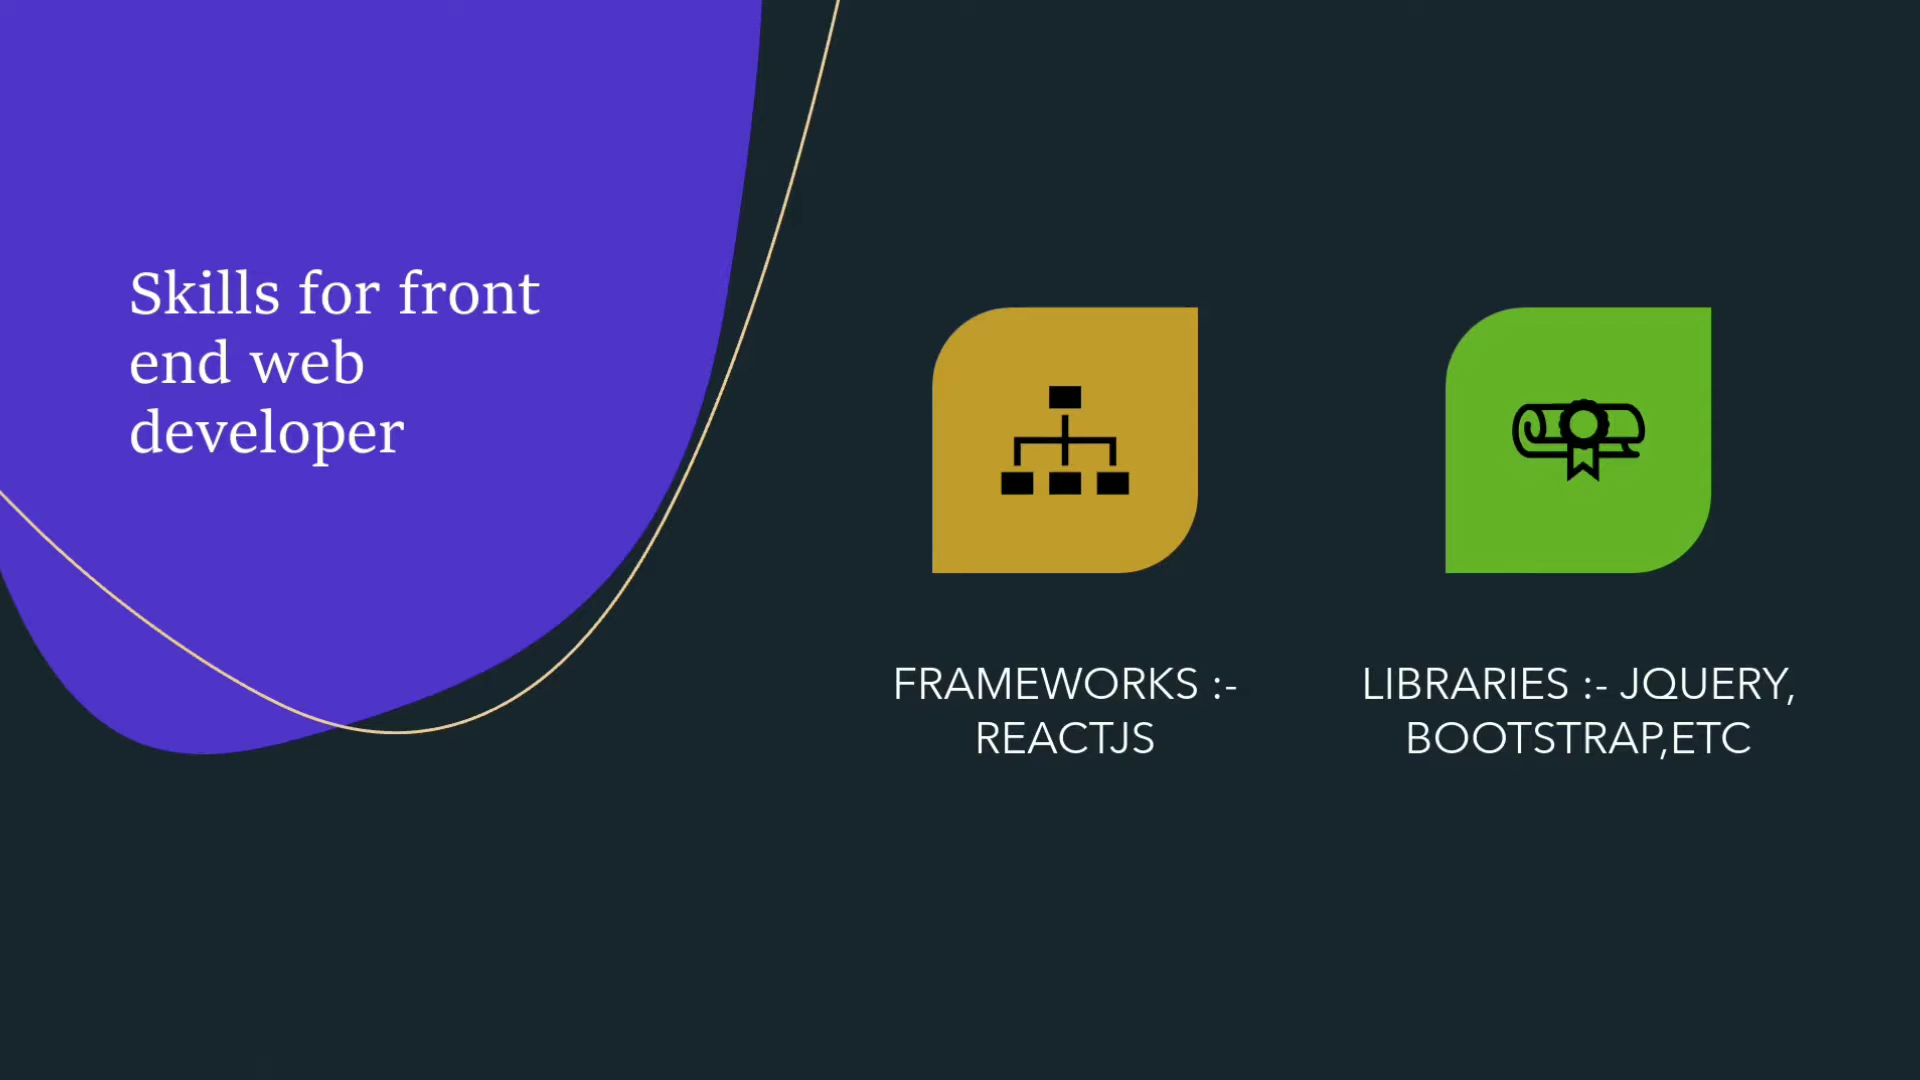 Skills for front
end web
developer
FRAMEWORKS :-
REACTJS
LIBRARIES :- JQUERY,
BOOTSTRAP,ETC